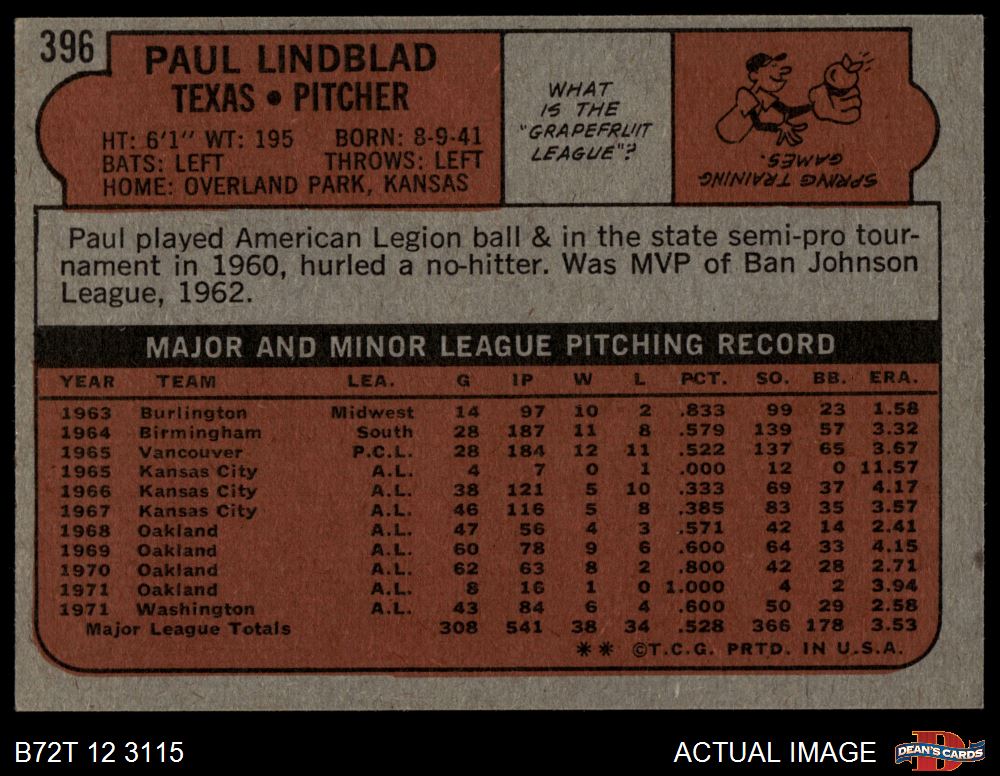 396
PAUL LINDBLAD
TEXAS • PITCHER
HT: 6'1" WT: 195 BORN: 8-9-41
BATS: LEFT THROWS: LEFT
HOME: OVERLAND PARK, KANSAS
WHAT
IS THE
"GRAPEFRUIT
LEAGUE"?
SPRING TRAINING
GAMES.
Paul played American Legion ball & in the state semi-pro tour-
nament in 1960, hurled a no-hitter. Was MVP of Ban Johnson
League, 1962.
MAJOR AND MINOR LEAGUE PITCHING RECORD
YEAR TEAM LEA. G IP W L PCT. SO. BB. ERA.
1963 Burlington Midwest 14 97 10 2 .833 99 23 1.58
1964 Birmingham South 28 187 11 8 .579 139 57 3.32
1965 Vancouver P.C.L. 28 184 12 11 .522 137 65 3.67
1965 Kansas City A.L. 4 7 0 1 .000 12 0 11.57
1966 Kansas City A.L. 38 121 5 10 .333 69 37 4.17
1967 Kansas City A.L. 46 116 5 8 .385 83 35 3.57
1968 Oakland A.L. 47 56 4 3 .571 42 14 2.41
1969 Oakland A.L. 60 78 9 6 .600 64 33 4.15
1970 Oakland A.L. 62 63 8 2 .800 42 28 2.71
1971 Oakland A.L. 8 16 1 0 1.000 4 2 3.94
1971 Washington A.L. 43 84 6 4 .600 50 29 2.58
Major League Totals 308 541 38 34 .528 366 178 3.53
** ©T.C.G. PRTD. IN U.S.A.
B72T 12 3115
ACTUAL IMAGE
DEAN'S CARDS